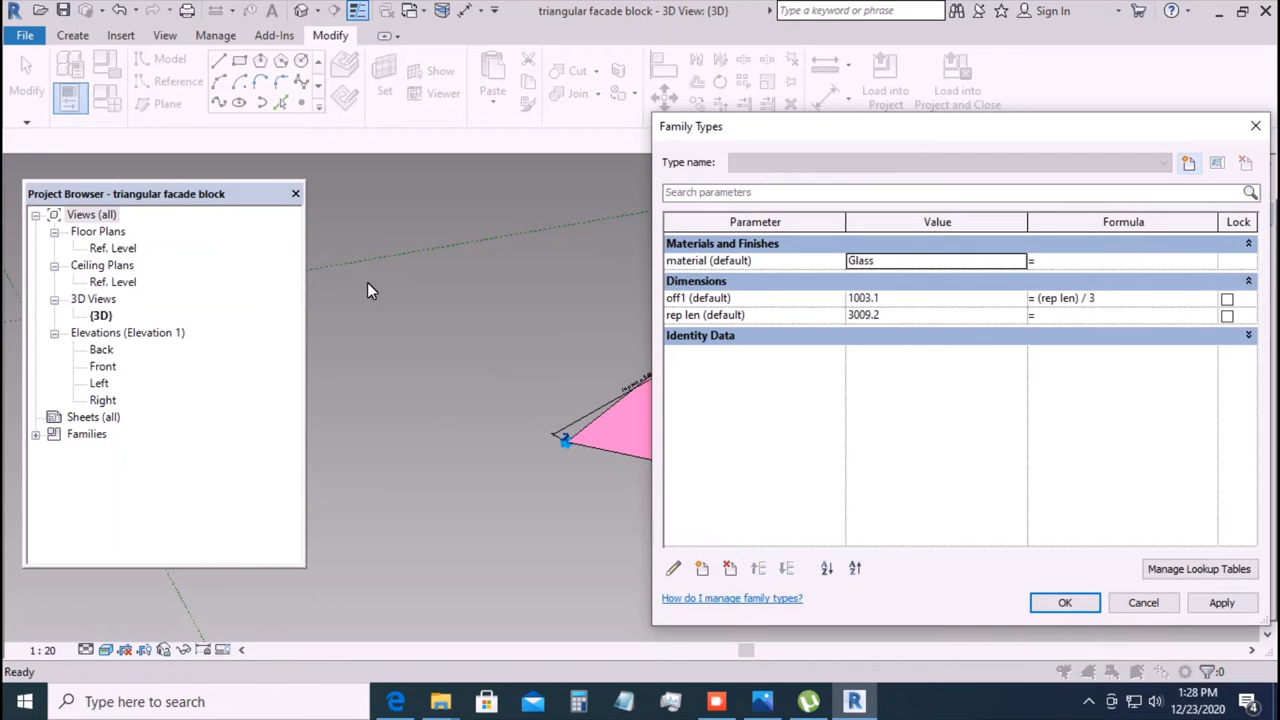 triangular facade block - 3D View: {3D}
Type a keyword or phrase
Sign In
File Create Insert View Manage Add-Ins Modify
Modify
Model
Reference
Plane
Set
Show
Viewer
Paste
Cut
Join
Load into Project
Load into Project and Close
Project Browser - triangular facade block
Views (all)
Floor Plans
Ref. Level
Ceiling Plans
Ref. Level
3D Views
{3D}
Elevations (Elevation 1)
Back
Front
Left
Right
Sheets (all)
Families
Family Types
Type name:
Search parameters
Parameter Value Formula Lock
Materials and Finishes
material (default) Glass =
Dimensions
off1 (default) 1003.1 = (rep len) / 3
rep len (default) 3009.2 =
Identity Data
Manage Lookup Tables
How do I manage family types?
OK Cancel Apply
1 : 20
Ready
:0
Type here to search
1:28 PM
12/23/2020
4